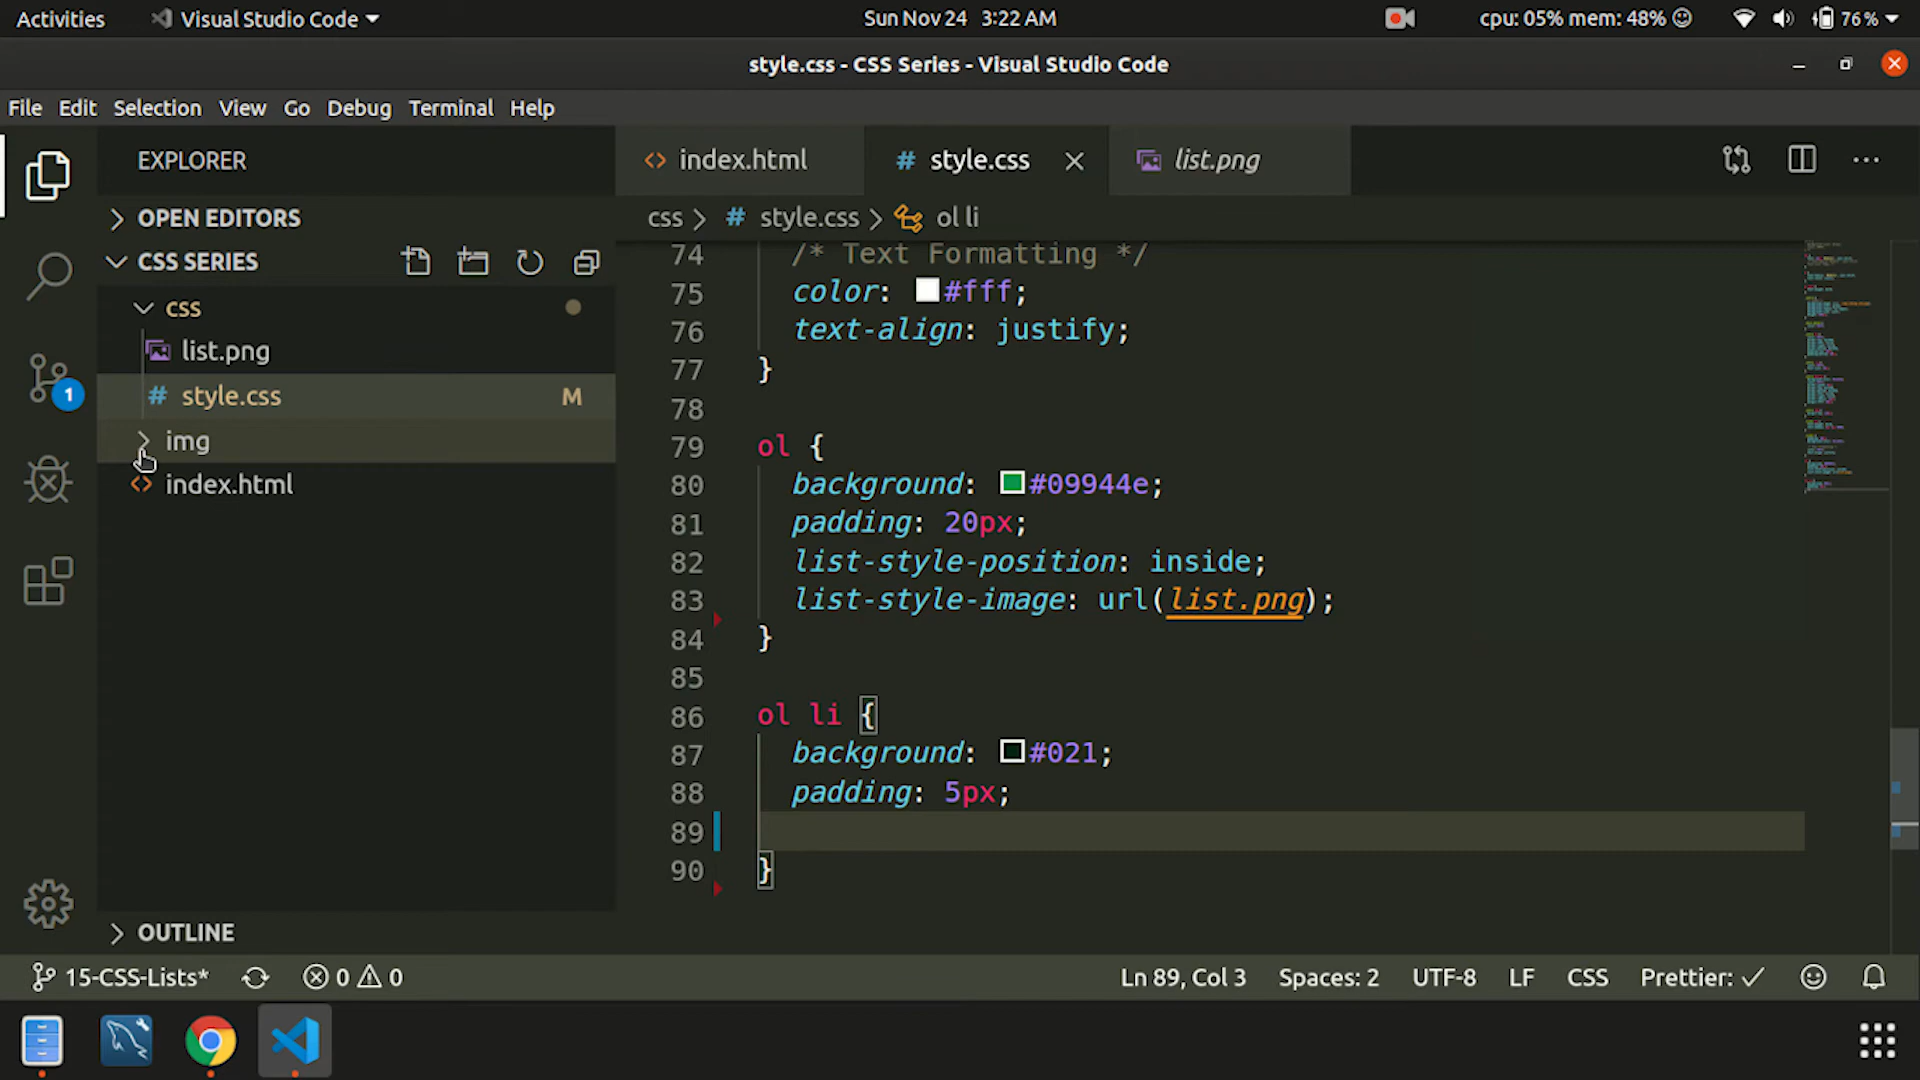 Activities
Visual Studio Code
Sun Nov 24 3:22 AM
cpu: 05% mem: 48%
76 %
style.css - CSS Series - Visual Studio Code
File Edit Selection View Go Debug Terminal Help
EXPLORER
OPEN EDITORS
CSS SERIES
css
list.png
style.css M
img
index.html
OUTLINE
1
<> index.html
# style.css
list.png
css > # style.css > ol li
74 /* Text Formatting */
75 color: #fff;
76 text-align: justify;
77 }
78
79 ol {
80 background: #09944e;
81 padding: 20px;
82 list-style-position: inside;
83 list-style-image: url(list.png);
84 }
85
86 ol li {
87 background: #021;
88 padding: 5px;
89
90 }
15-CSS-Lists* 0 0 Ln 89, Col 3 Spaces: 2 UTF-8 LF CSS Prettier: ✓